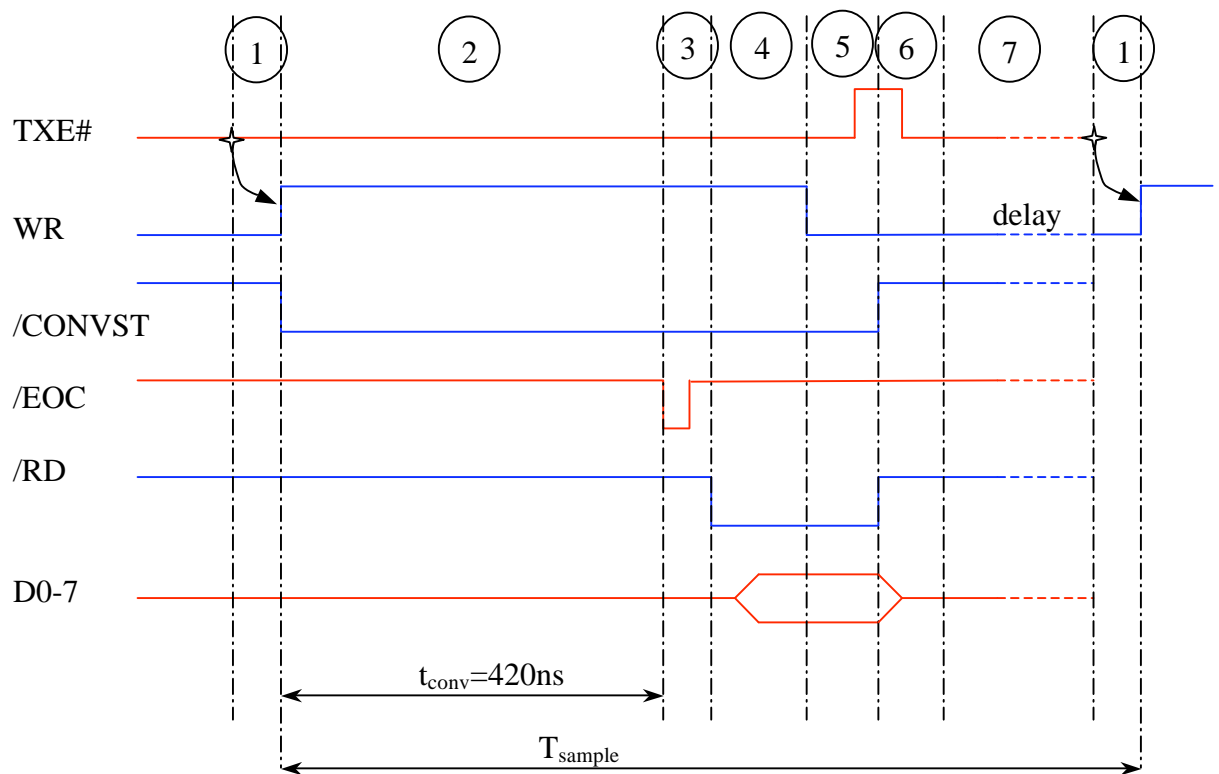 1 2 3 4 5 6 7 1
TXE#
WR
delay
/CONVST
/EOC
/RD
D0-7
tconv=420ns
Tsample